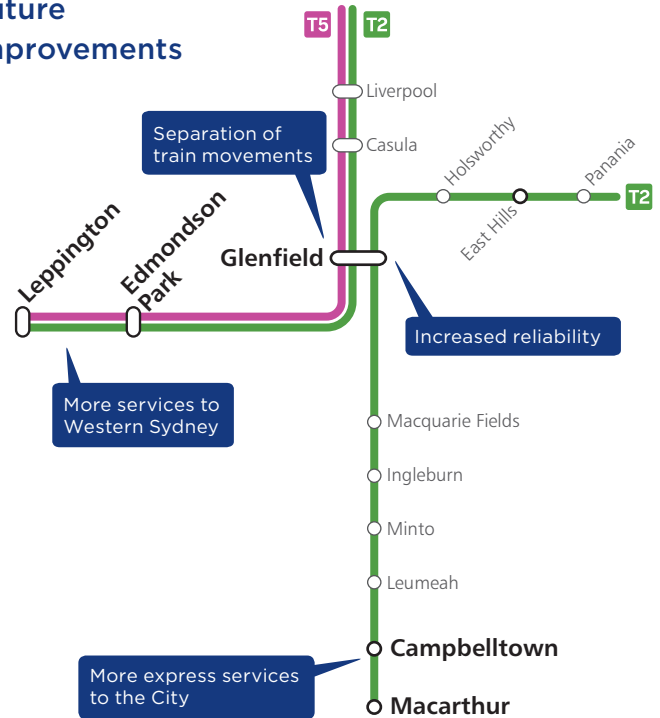 uture
provements
T5
T2
Liverpool
Separation of
train movements
Casula
Holsworthy
East Hills
Panania
T2
Leppington
Edmondson
Park
Glenfield
Increased reliability
More services to
Western Sydney
Macquarie Fields
Ingleburn
Minto
Leumeah
Campbelltown
More express services
to the City
Macarthur